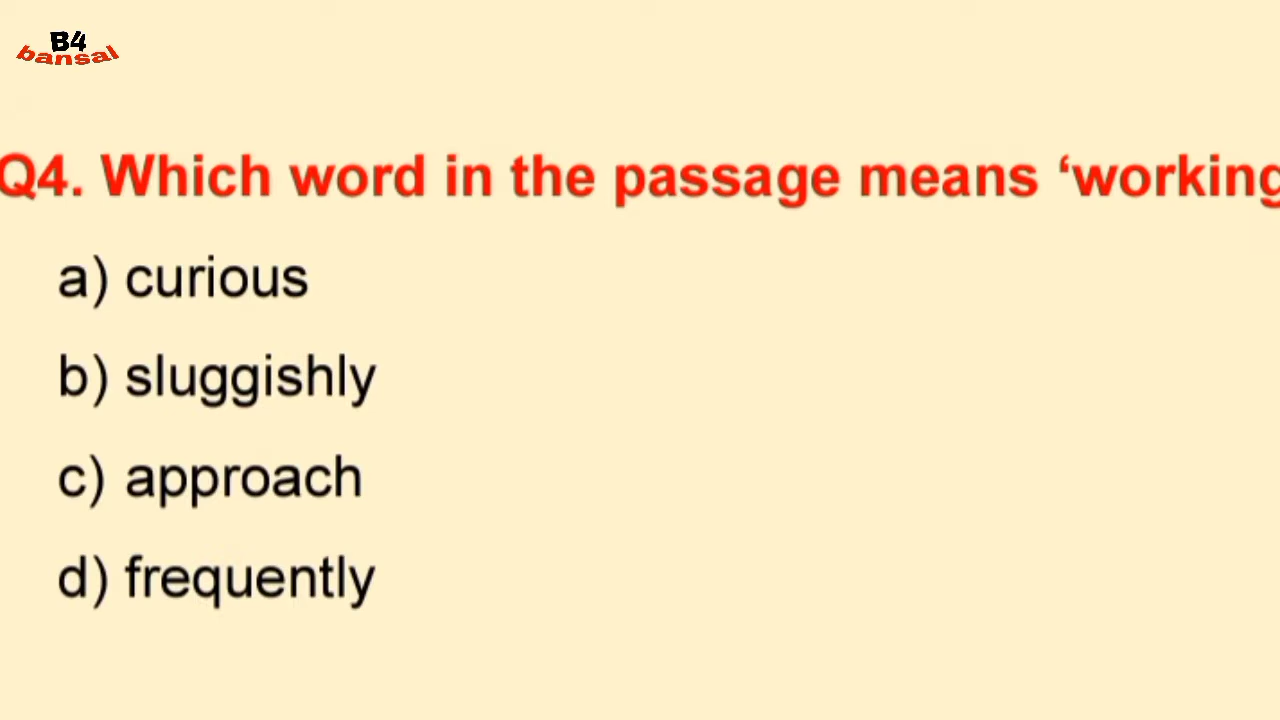 B4
bansal
Q4. Which word in the passage means ‘working
a) curious
b) sluggishly
c) approach
d) frequently